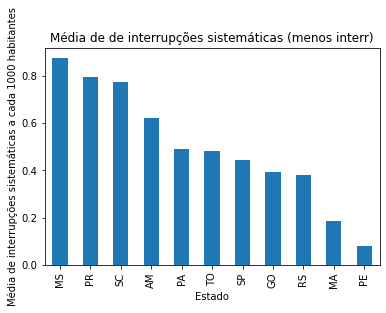 Média de de interrupções sistemáticas (menos interr)
Média de interrupções sistemáticas a cada 1000 habitantes
0.8
0.6
0.4
0.2
0.0
MS PR SC AM PA TO SP GO RS MA PE
Estado